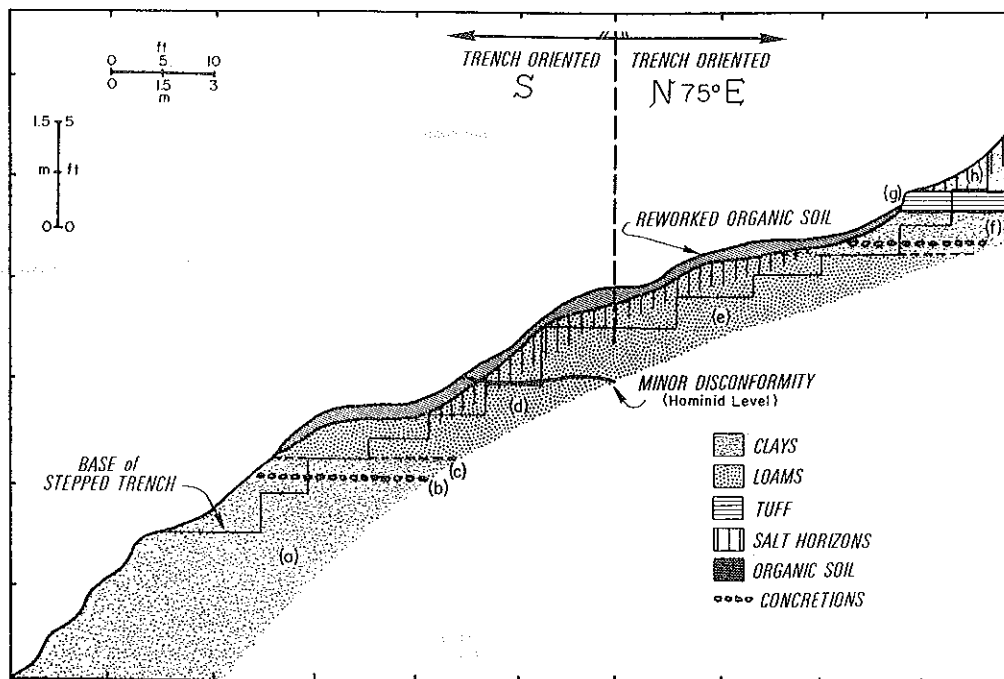 ft
0 5 10
0 1.5 3
m
TRENCH ORIENTED
S
TRENCH ORIENTED
N 75° E
1.5 5
m ft
0 0
(h)
(g)
REWORKED ORGANIC SOIL
(f)
(e)
MINOR DISCONFORMITY
(Hominid Level)
(d)
(c)
(b)
BASE of
STEPPED TRENCH
(a)
CLAYS
LOAMS
TUFF
SALT HORIZONS
ORGANIC SOIL
CONCRETIONS